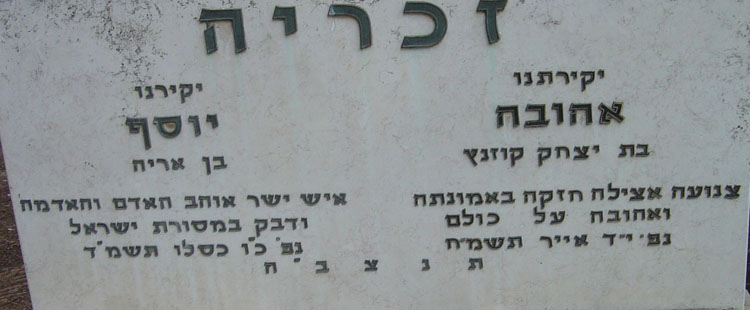 זכריה
יקירתנו
אהובה
בת יצחק קוזנץ
צנועה אצילה חזקה באמונתה
ואהובה על כולם
נפ' י"ד אייר תשמ"ח
יקירנו
יוסף
בן אריה
איש ישר אוהב האדם והאדמה
ודבק במסורת ישראל
נפ' כ"ו כסלו תשמ"ד
ת נ צ ב " ה